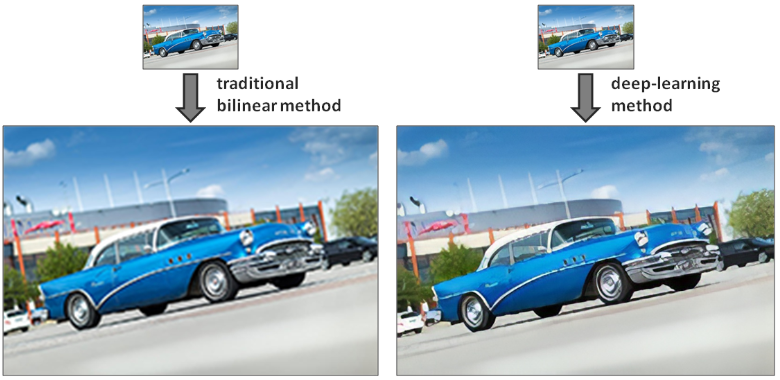 traditional
bilinear method
deep-learning
method